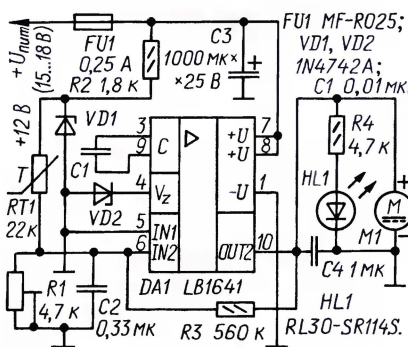 +Uпит
(15...18 В)
FU1
0,25 А
R2 1,8 к
C3
1000 мк×
×25 В
FU1 MF-R025;
VD1, VD2
1N4742A;
C1 0,01 мк.
+12 В
VD1
T
RT1
22 к
C1
VD2
3
9
4
5
6
C
Vz
IN1
IN2
+U
+U
-U
OUT2
7
8
1
10
R4
4,7 к
HL1
M
M1
R1
4,7 к
C2
0,33 мк
DA1 LB1641
R3 560 к
C4 1 мк
HL1
RL30-SR114S.